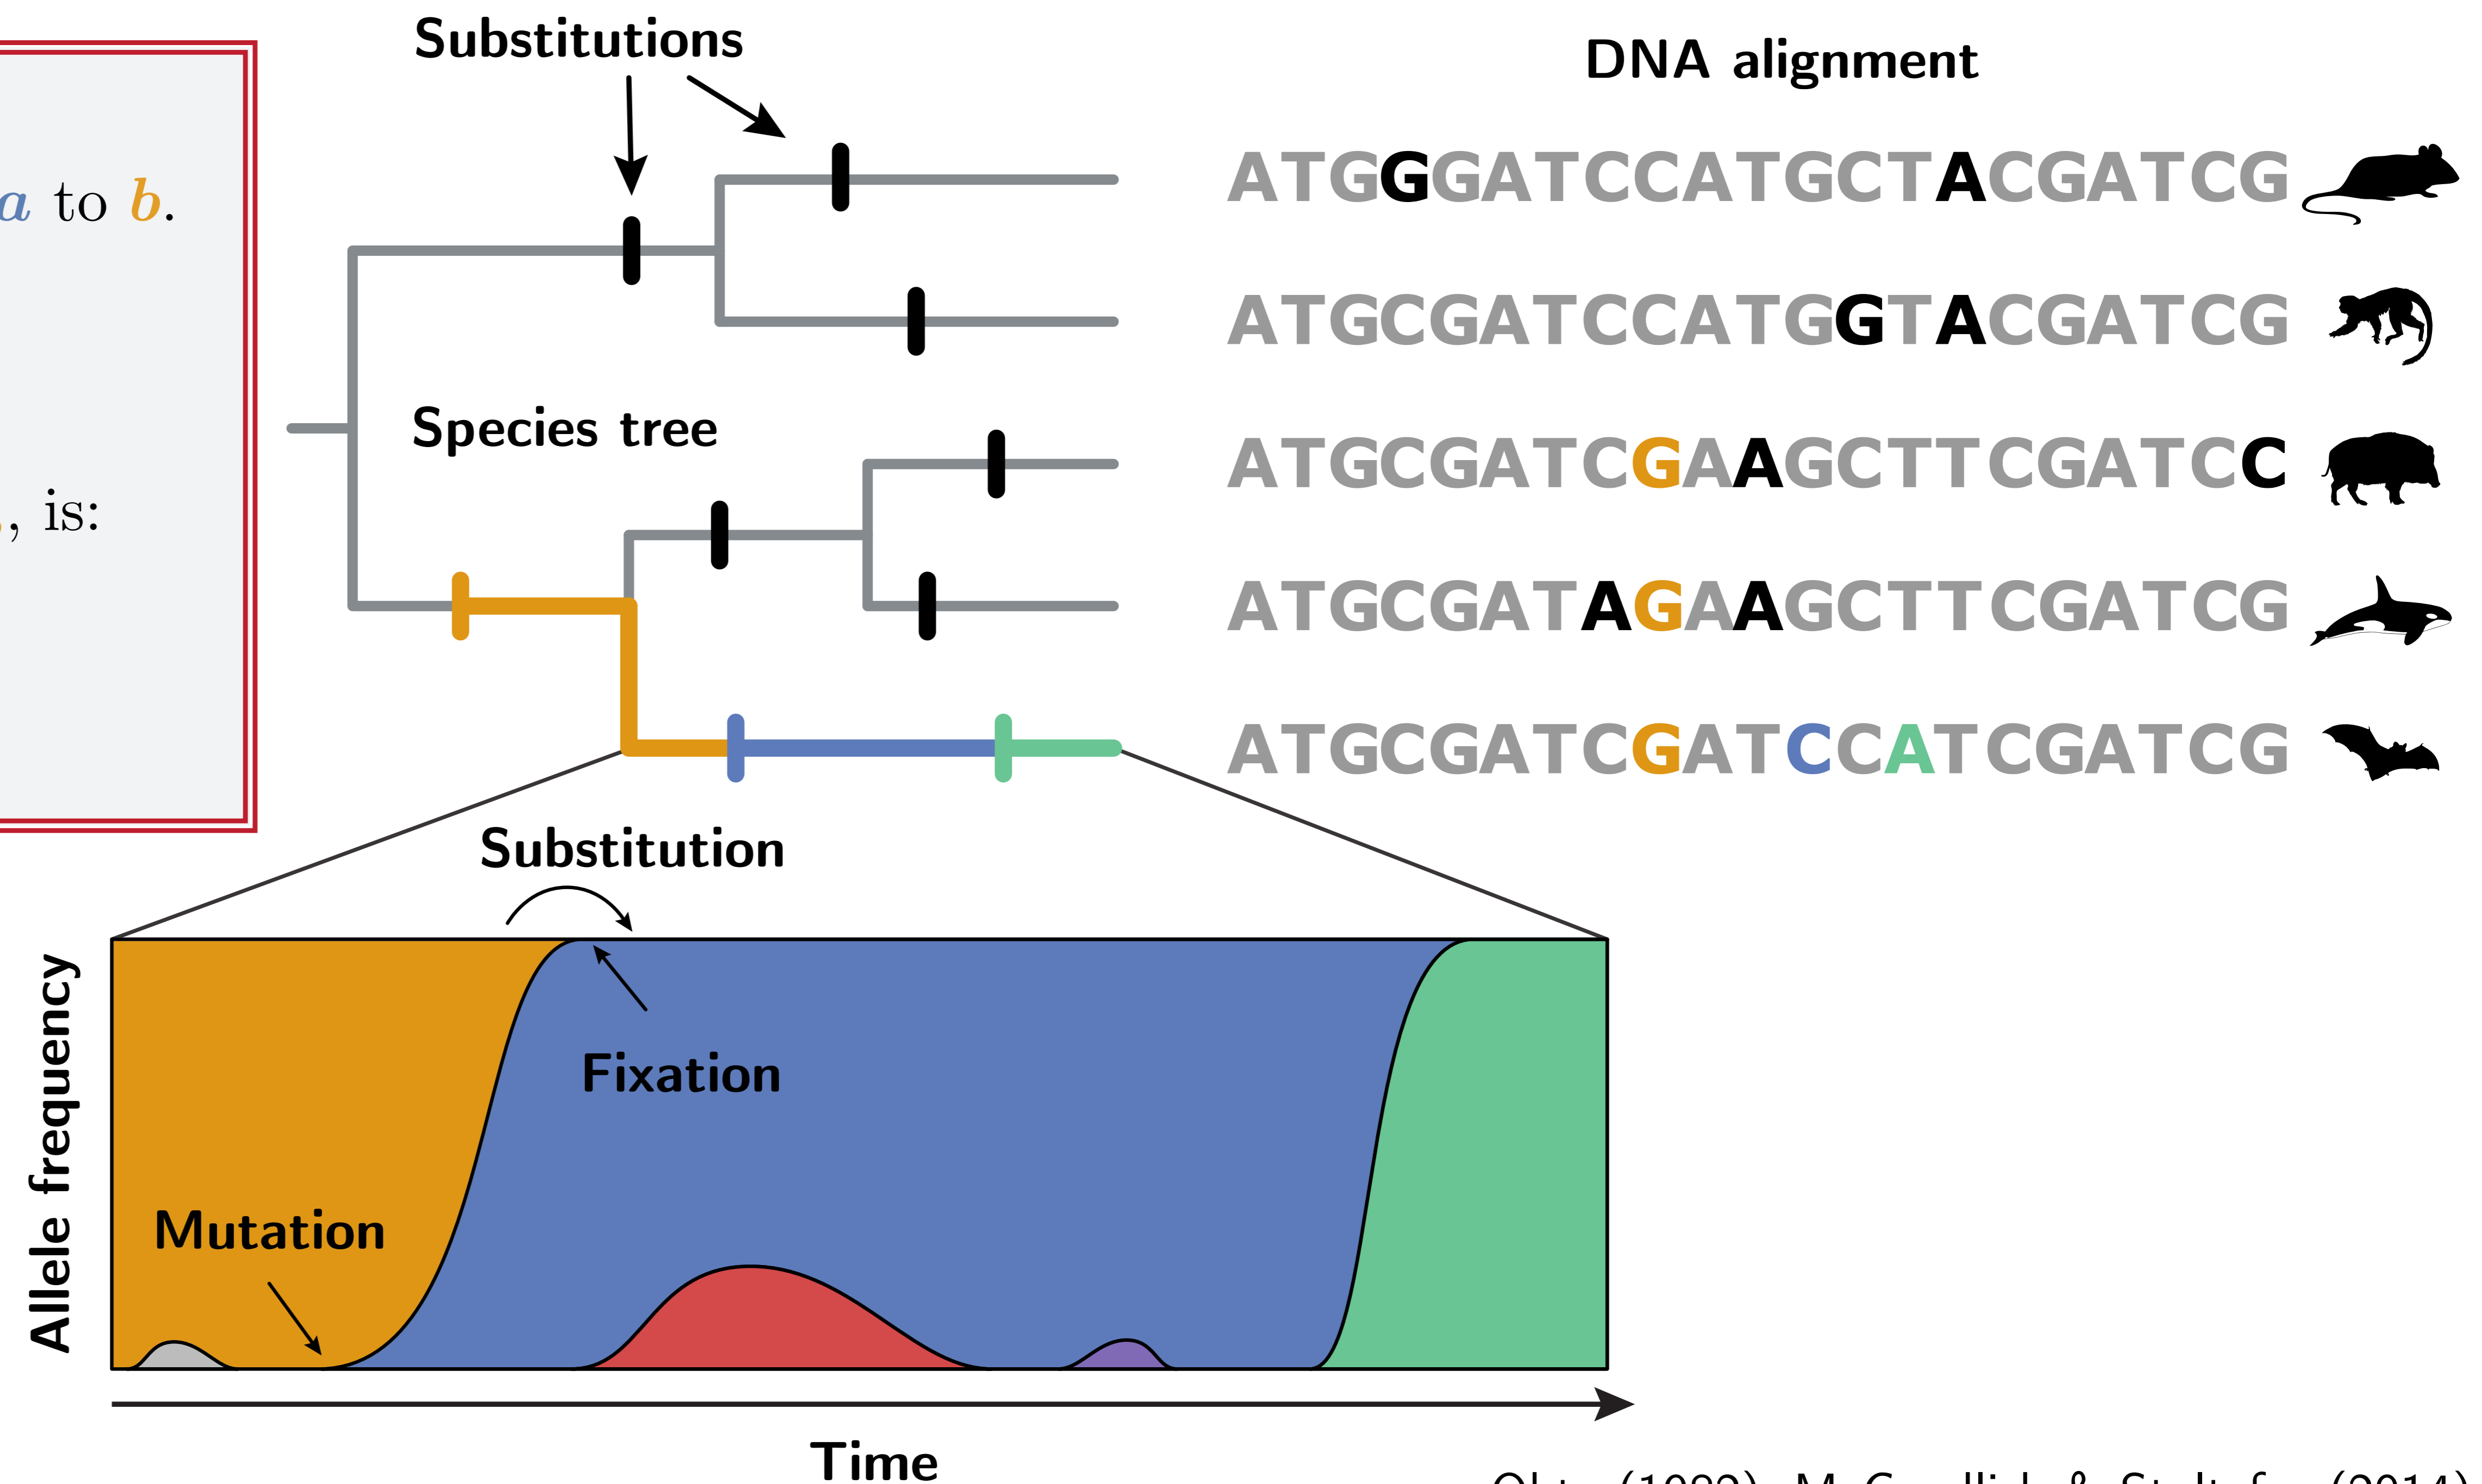 Substitutions
DNA alignment
a to b.
, is:
ATGGGATCCATGCTACGATCG
ATGCGATCCATGGTACGATCG
Species tree
ATGCGATCGAAGCTTCGATCC
ATGCGATAGAAGCTTCGATCG
ATGCGATCGATCCATCGATCG
Substitution
Fixation
Mutation
Allele frequency
Time